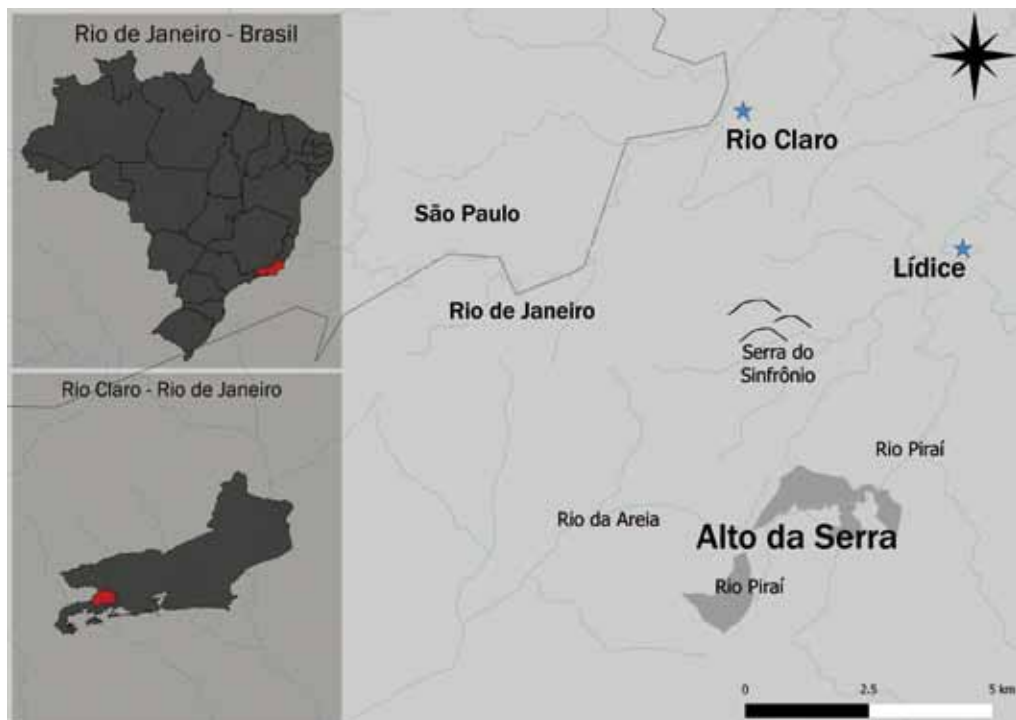 Rio de Janeiro - Brasil
Rio Claro - Rio de Janeiro
Rio Claro
São Paulo
Lídice
Rio de Janeiro
Serra do
Sinfrônio
Rio Piraí
Rio da Areia
Alto da Serra
Rio Piraí
0
2.5
5 km